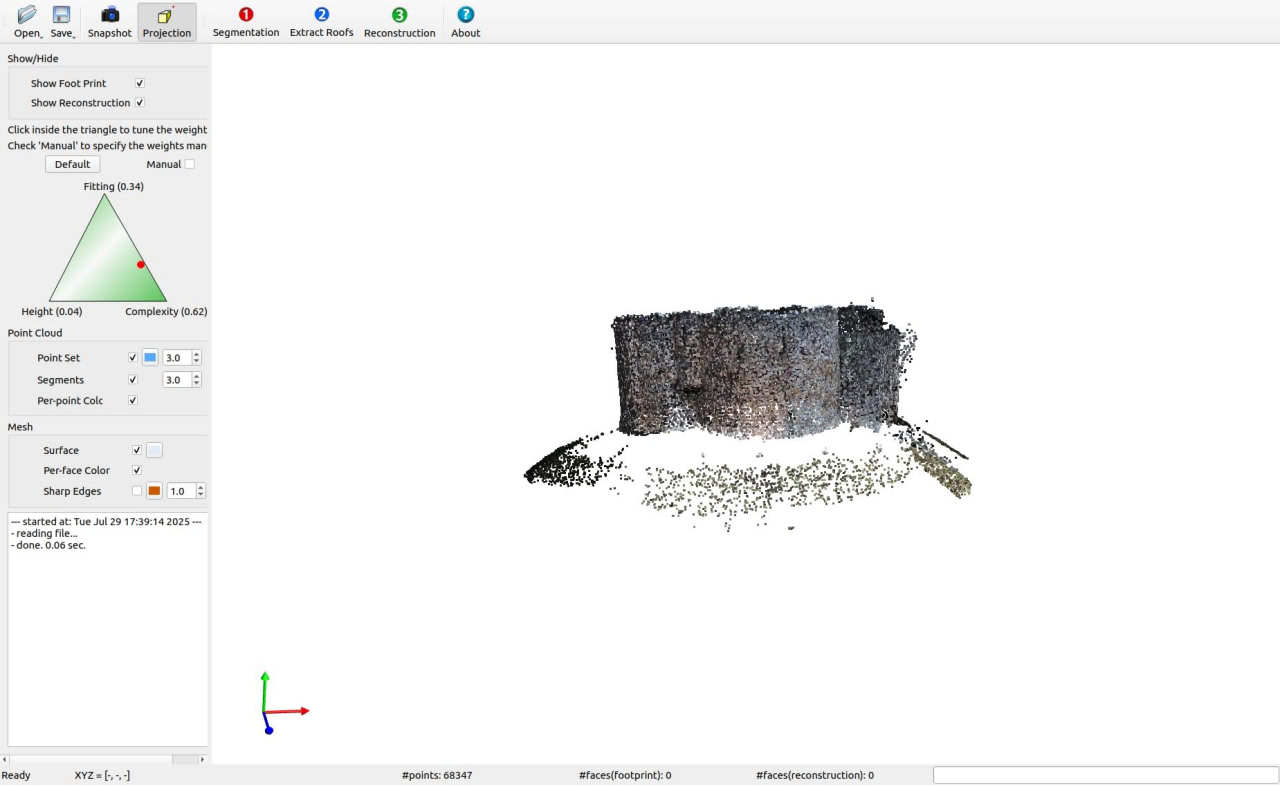 Open Save Snapshot Projection 1 Segmentation 2 Extract Roofs 3 Reconstruction ? About
Show/Hide
Show Foot Print
Show Reconstruction
Click inside the triangle to tune the weight
Check 'Manual' to specify the weights man
Default Manual
Fitting (0.34)
Height (0.04) Complexity (0.62)
Point Cloud
Point Set 3.0
Segments 3.0
Per-point Colc
Mesh
Surface
Per-face Color
Sharp Edges 1.0
--- started at: Tue Jul 29 17:39:14 2025 ---
- reading file...
- done. 0.06 sec.
Ready XYZ = [-, -, -] #points: 68347 #faces(footprint): 0 #faces(reconstruction): 0